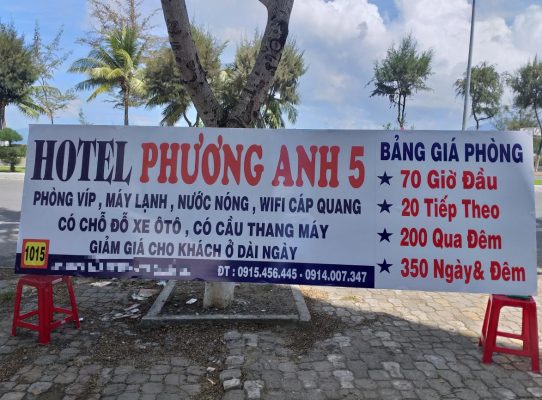 HOTEL PHƯƠNG ANH 5
PHÒNG VÍP , MÁY LẠNH , NƯỚC NÓNG , WIFI CÁP QUANG
CÓ CHỖ ĐỖ XE ÔTÔ , CÓ CẦU THANG MÁY
GIẢM GIÁ CHO KHÁCH Ở DÀI NGÀY
1015
ĐT : 0915.456.445 - 0914.007.347
BẢNG GIÁ PHÒNG
★ 70 Giờ Đầu
★ 20 Tiếp Theo
★ 200 Qua Đêm
★ 350 Ngày& Đêm